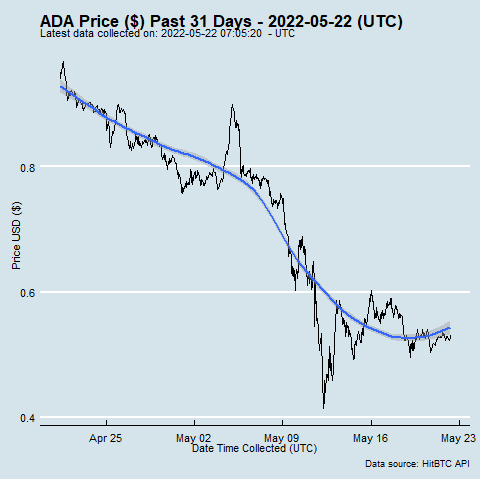 ADA Price ($) Past 31 Days - 2022-05-22 (UTC)
Latest data collected on: 2022-05-22 07:05:20 - UTC
0.8
0.6
0.4
Price USD ($)
Apr 25 May 02 May 09 May 16 May 23
Date Time Collected (UTC)
Data source: HitBTC API